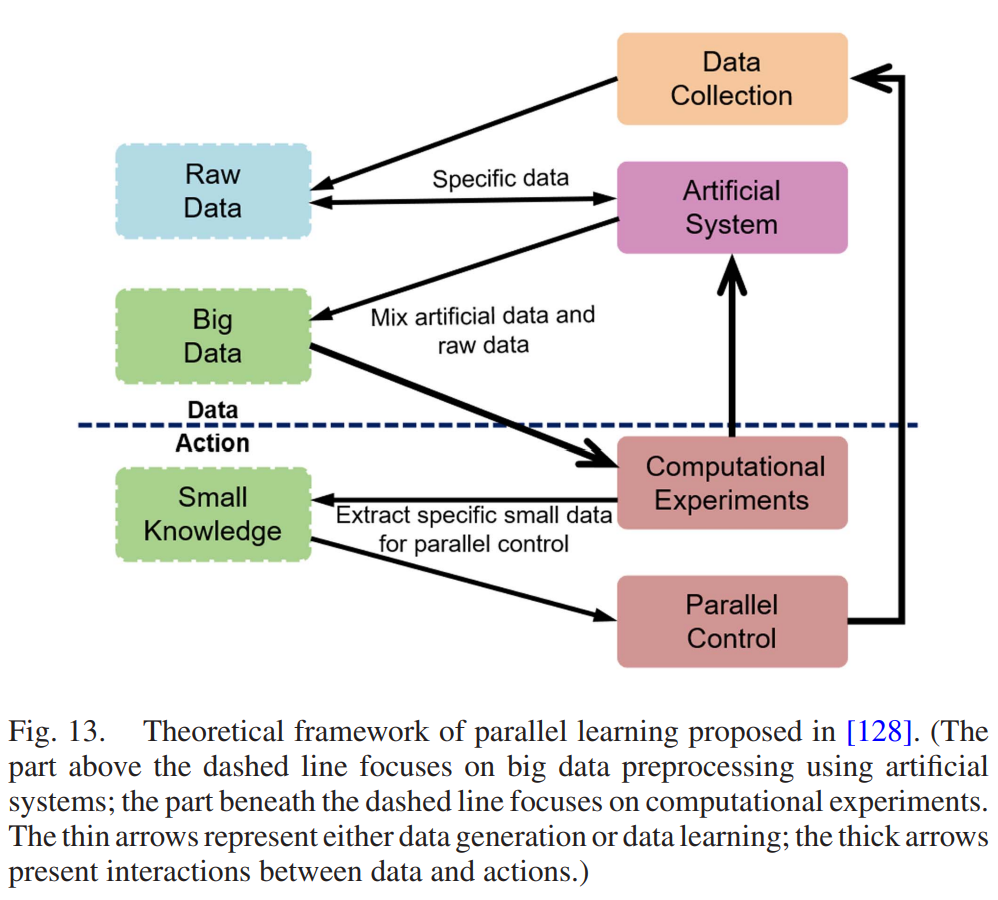 Data
Collection
Raw
Data
Specific data
Artificial
System
Big
Data
Mix artificial data and
raw data
Data
Action
Small
Knowledge
Computational
Experiments
Extract specific small data
for parallel control
Parallel
Control
Fig. 13. Theoretical framework of parallel learning proposed in [128]. (The
part above the dashed line focuses on big data preprocessing using artificial
systems; the part beneath the dashed line focuses on computational experiments.
The thin arrows represent either data generation or data learning; the thick arrows
present interactions between data and actions.)